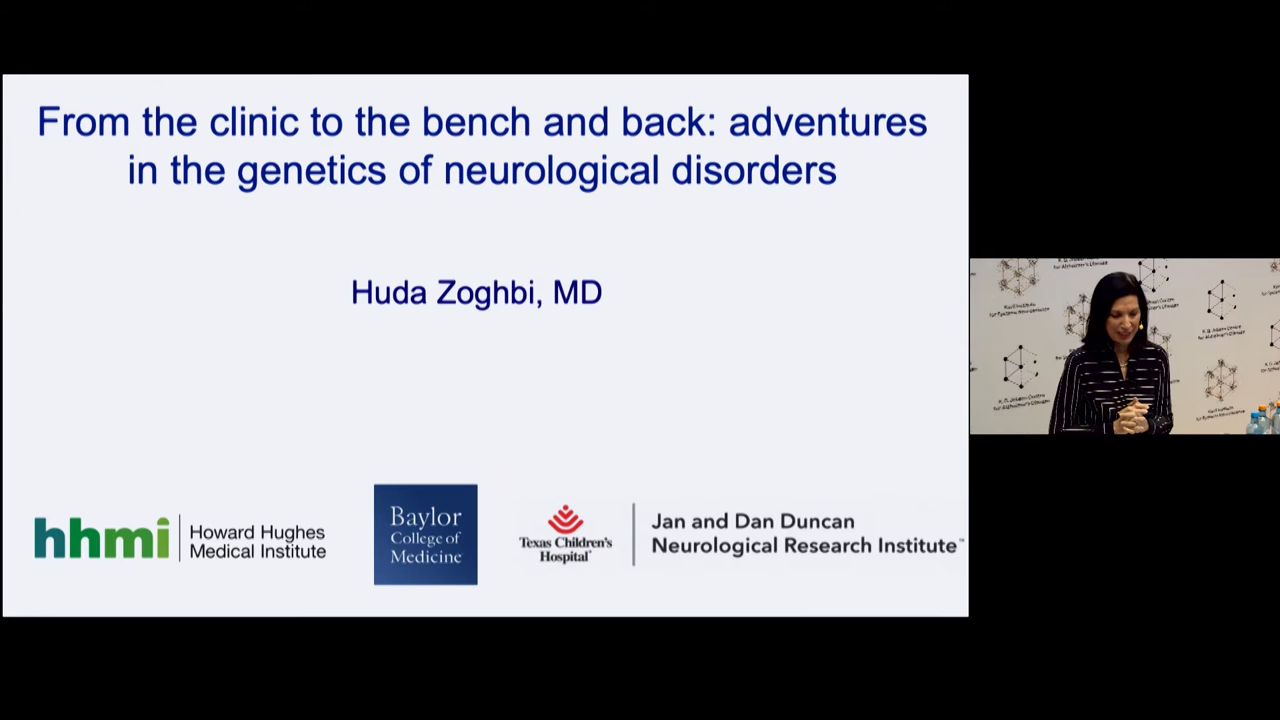 From the clinic to the bench and back: adventures
in the genetics of neurological disorders
Huda Zoghbi, MD
hhmi
Howard Hughes
Medical Institute
Baylor
College of
Medicine
Texas Children's
Hospital
Jan and Dan Duncan
Neurological Research Institute™